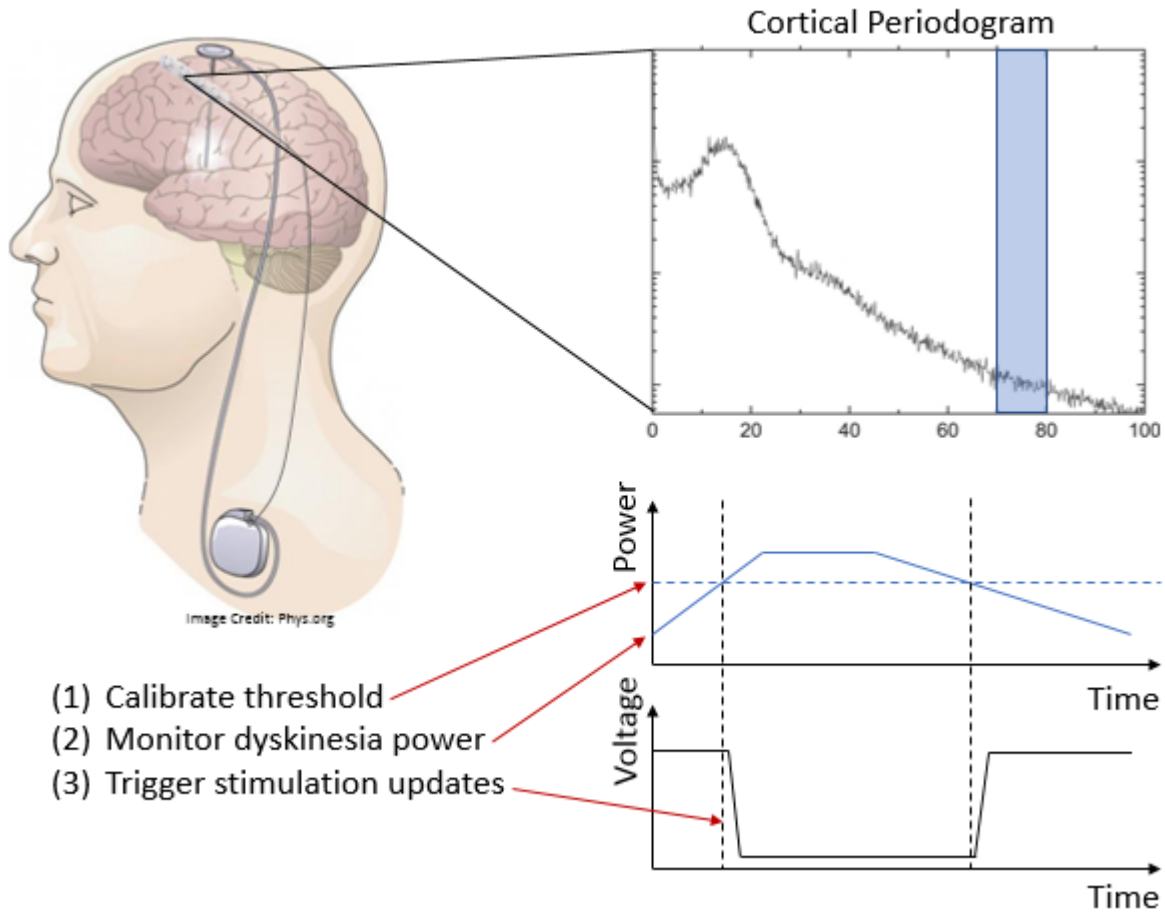 Cortical Periodogram
0 20 40 60 80 100
Image Credit: Phys.org
Power
Time
(1) Calibrate threshold
(2) Monitor dyskinesia power
(3) Trigger stimulation updates
Voltage
Time